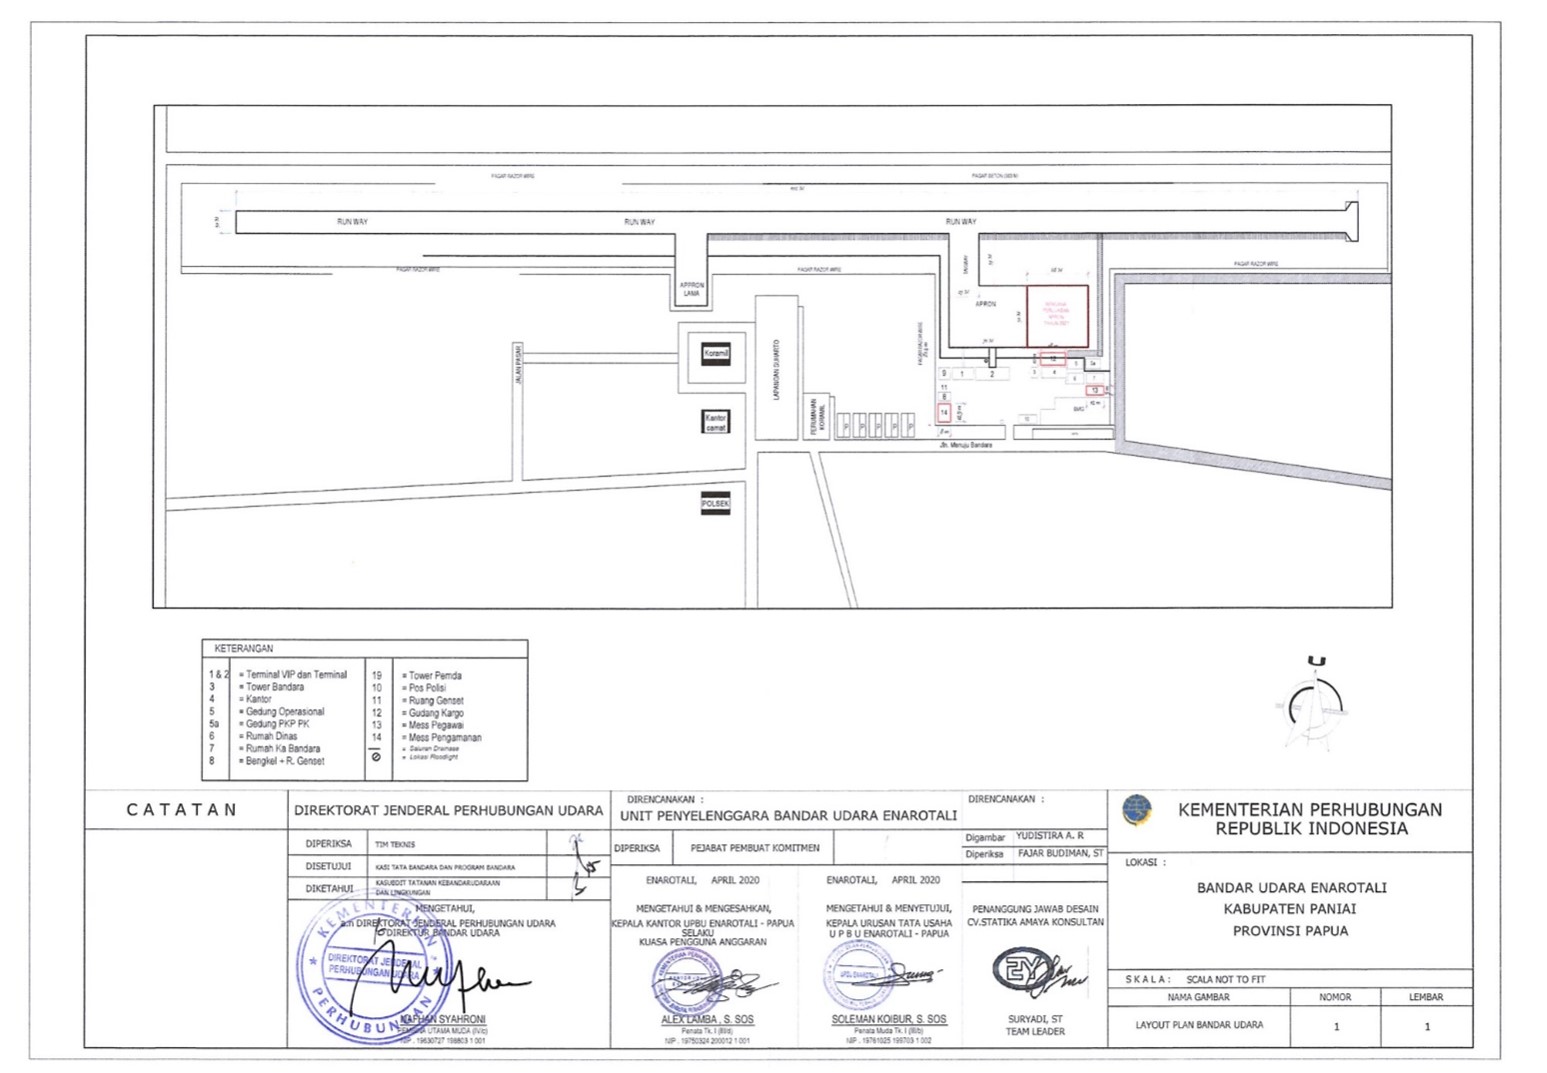 PAGAR RAZOR WIRE
PAGAR BETON
RUN WAY
RUN WAY
RUN WAY
PAGAR RAZOR WIRE
PAGAR RAZOR WIRE
PAGAR RAZOR WIRE
APPRON
LAMA
APRON
JALAN PASAR
Koramil
Kantor
camat
POLSEK
LAPANGAN SUHARTO
PERUMAHAN
KORAMIL
P
P
P
P
P
P
9
1
2
11
8
14
12
4
13
Jln. Menuju Bandara
KETERANGAN
1 & 2 = Terminal VIP dan Terminal
3 = Tower Bandara
4 = Kantor
5 = Gedung Operasional
5a = Gedung PKP PK
6 = Rumah Dinas
7 = Rumah Ka Bandara
8 = Bengkel + R. Genset
19 = Tower Pemda
10 = Pos Polisi
11 = Ruang Genset
12 = Gudang Kargo
13 = Mess Pegawai
14 = Mess Pengamanan
= Saluran Drainase
= Lokasi Floodlight
U
CATATAN
DIREKTORAT JENDERAL PERHUBUNGAN UDARA
DIPERIKSA TIM TEKNIS
DISETUJUI KASI TATA BANDARA DAN PROGRAM BANDARA
DIKETAHUI KASUBDIT TATANAN KEBANDARUDARAAN
DAN LINGKUNGAN
MENGETAHUI,
a.n DIREKTORAT JENDERAL PERHUBUNGAN UDARA
DIREKTUR BANDAR UDARA
KEMENTERIAN
DIREKTORAT JENDERAL
PERHUBUNGAN UDARA
PERHUBUNGAN
NAFHAN SYAHRONI
PEMBINA UTAMA MUDA (IV/c)
NIP . 19630727 198803 1 001
DIRENCANAKAN :
UNIT PENYELENGGARA BANDAR UDARA ENAROTALI
DIPERIKSA PEJABAT PEMBUAT KOMITMEN
ENAROTALI, APRIL 2020
MENGETAHUI & MENGESAHKAN,
KEPALA KANTOR UPBU ENAROTALI - PAPUA
SELAKU
KUASA PENGGUNA ANGGARAN
ALEX LAMBA , S. SOS
Penata Tk. I (III/d)
NIP . 19750324 200012 1 001
ENAROTALI, APRIL 2020
MENGETAHUI & MENYETUJUI,
KEPALA URUSAN TATA USAHA
U P B U ENAROTALI - PAPUA
UPBU ENAROTALI
SOLEMAN KOIBUR, S. SOS
Penata Muda Tk. I (III/b)
NIP . 19761025 199703 1 002
DIRENCANAKAN :
Digambar YUDISTIRA A. R
Diperiksa FAJAR BUDIMAN, ST
PENANGGUNG JAWAB DESAIN
CV.STATIKA AMAYA KONSULTAN
SURYADI, ST
TEAM LEADER
KEMENTERIAN PERHUBUNGAN
REPUBLIK INDONESIA
LOKASI :
BANDAR UDARA ENAROTALI
KABUPATEN PANIAI
PROVINSI PAPUA
SKALA : SCALA NOT TO FIT
NAMA GAMBAR NOMOR LEMBAR
LAYOUT PLAN BANDAR UDARA 1 1